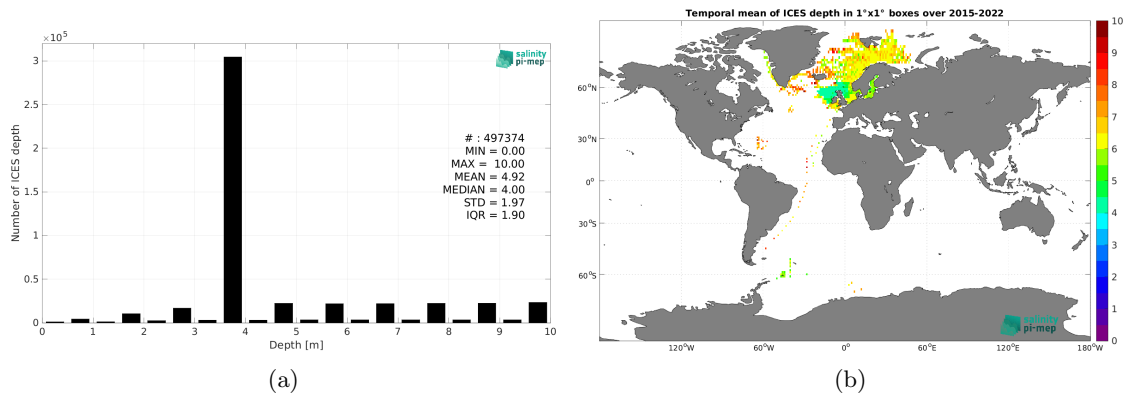 ×10⁵
3
2.5
2
1.5
1
0.5
0
Number of ICES depth
0 1 2 3 4 5 6 7 8 9 10
Depth [m]
salinity
pi-mep
# : 497374
MIN = 0.00
MAX = 10.00
MEAN = 4.92
MEDIAN = 4.00
STD = 1.97
IQR = 1.90
(a)
Temporal mean of ICES depth in 1°x1° boxes over 2015-2022
60°N
30°N
0°
30°S
60°S
120°W 60°W 0° 60°E 120°E 180°W
salinity
pi-mep
10
9
8
7
6
5
4
3
2
1
0
(b)